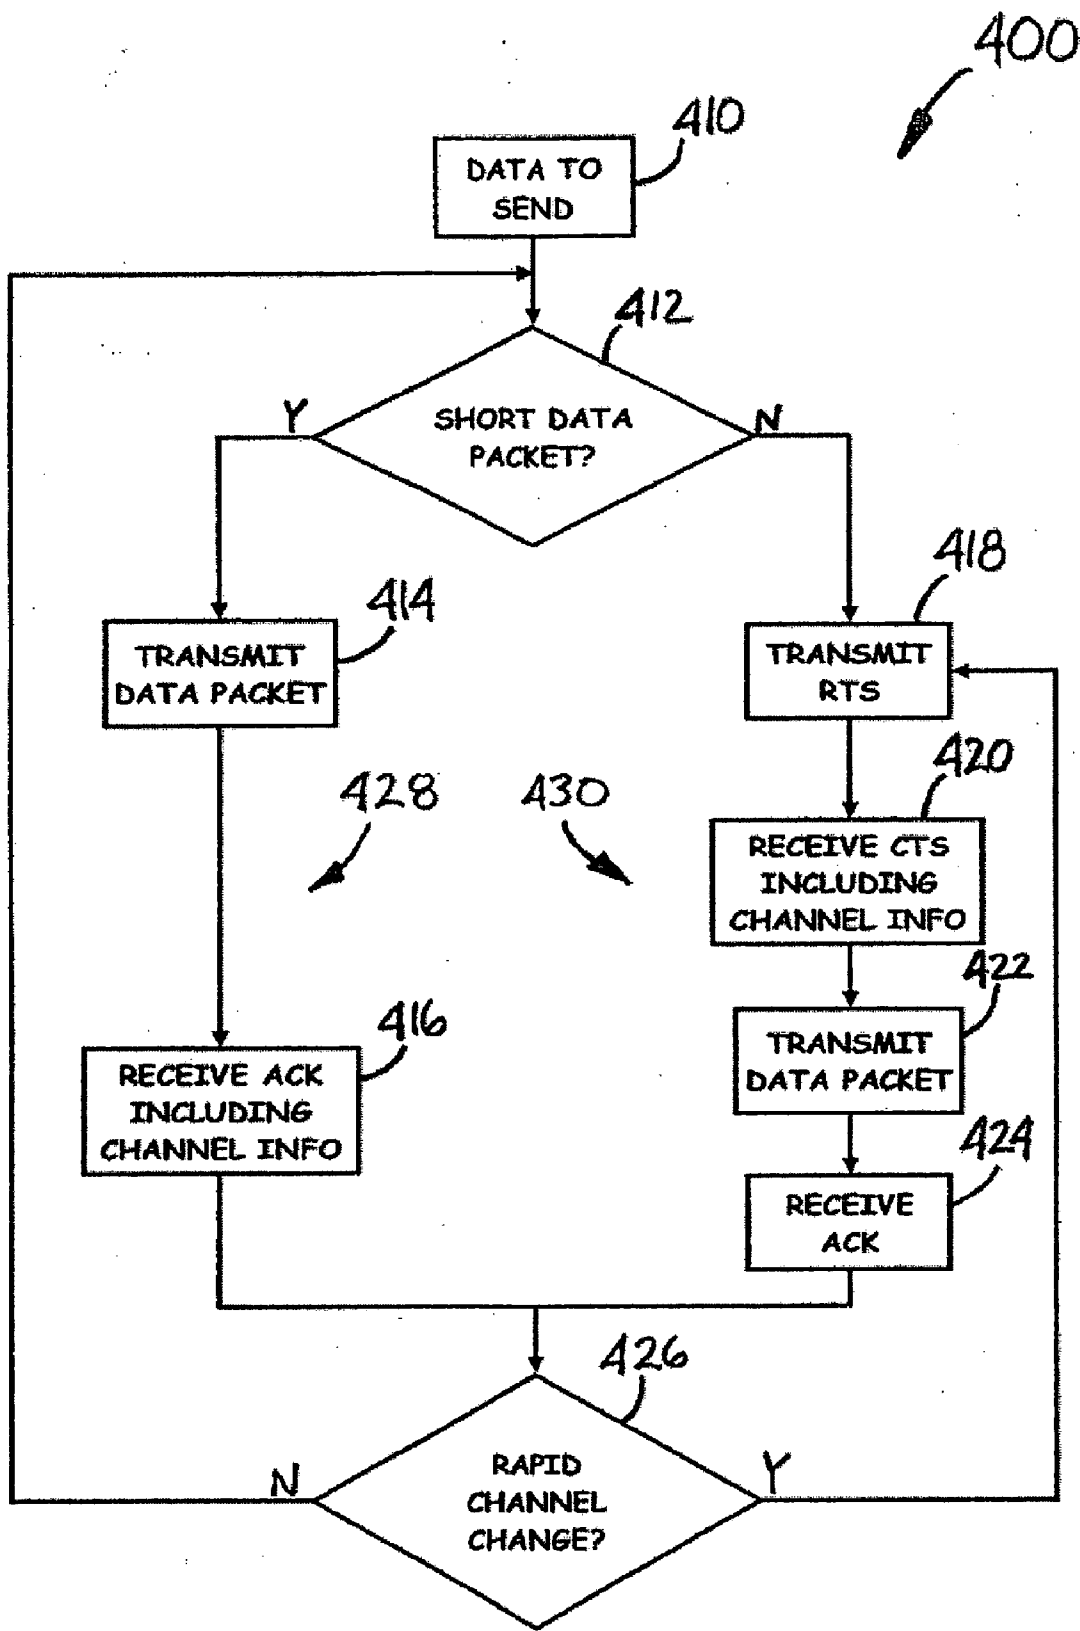 400
410
DATA TO
SEND
412
SHORT DATA
PACKET?
Y
N
414
TRANSMIT
DATA PACKET
418
TRANSMIT
RTS
428
430
420
RECEIVE CTS
INCLUDING
CHANNEL INFO
422
TRANSMIT
DATA PACKET
416
RECEIVE ACK
INCLUDING
CHANNEL INFO
424
RECEIVE
ACK
426
RAPID
CHANNEL
CHANGE?
N
Y